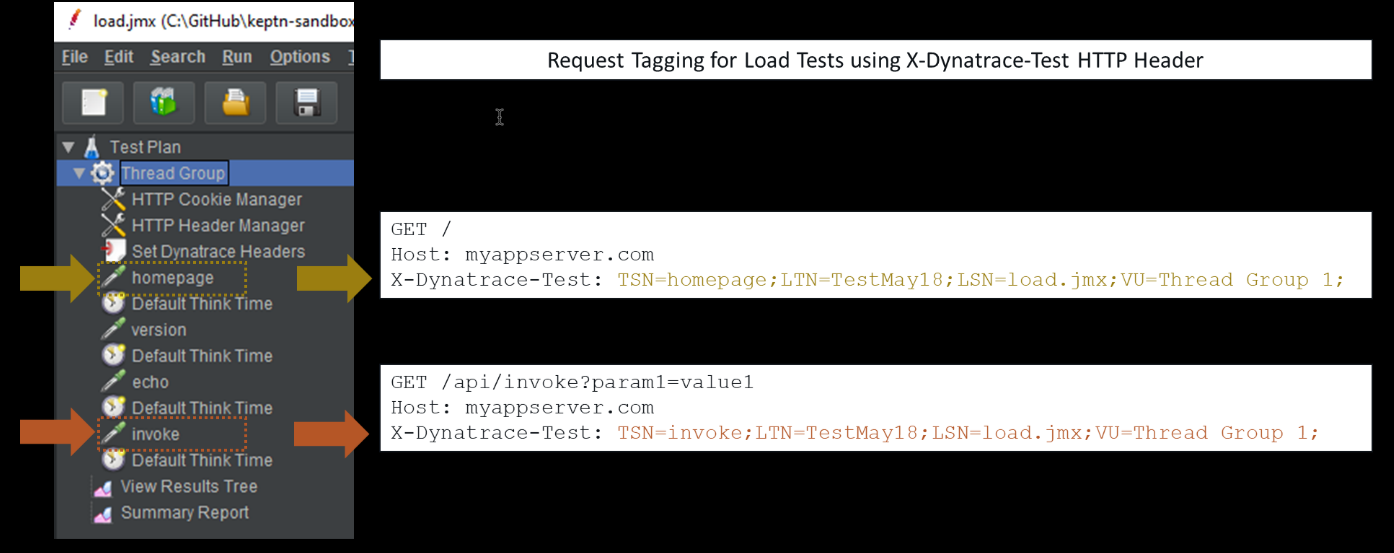 load.jmx (C:\GitHub\keptn-sandbox
File Edit Search Run Options
Test Plan
Thread Group
HTTP Cookie Manager
HTTP Header Manager
Set Dynatrace Headers
homepage
Default Think Time
version
Default Think Time
echo
Default Think Time
invoke
Default Think Time
View Results Tree
Summary Report
Request Tagging for Load Tests using X-Dynatrace-Test HTTP Header
GET /
Host: myappserver.com
X-Dynatrace-Test: TSN=homepage;LTN=TestMay18;LSN=load.jmx;VU=Thread Group 1;
GET /api/invoke?param1=value1
Host: myappserver.com
X-Dynatrace-Test: TSN=invoke;LTN=TestMay18;LSN=load.jmx;VU=Thread Group 1;